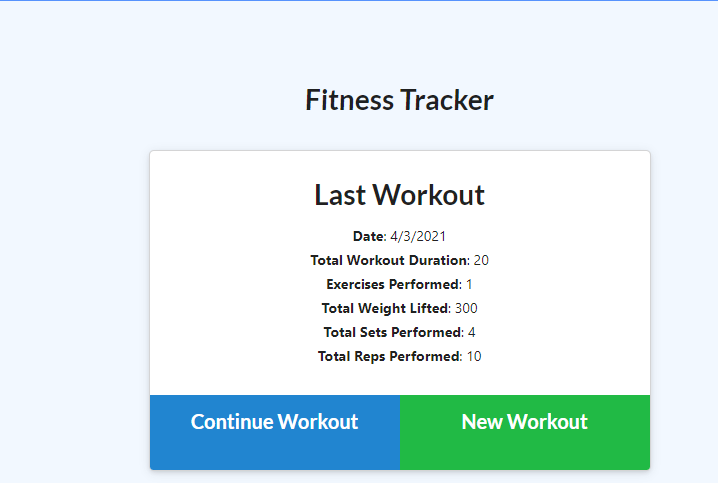 Fitness Tracker
Last Workout
Date: 4/3/2021
Total Workout Duration: 20
Exercises Performed: 1
Total Weight Lifted: 300
Total Sets Performed: 4
Total Reps Performed: 10
Continue Workout
New Workout